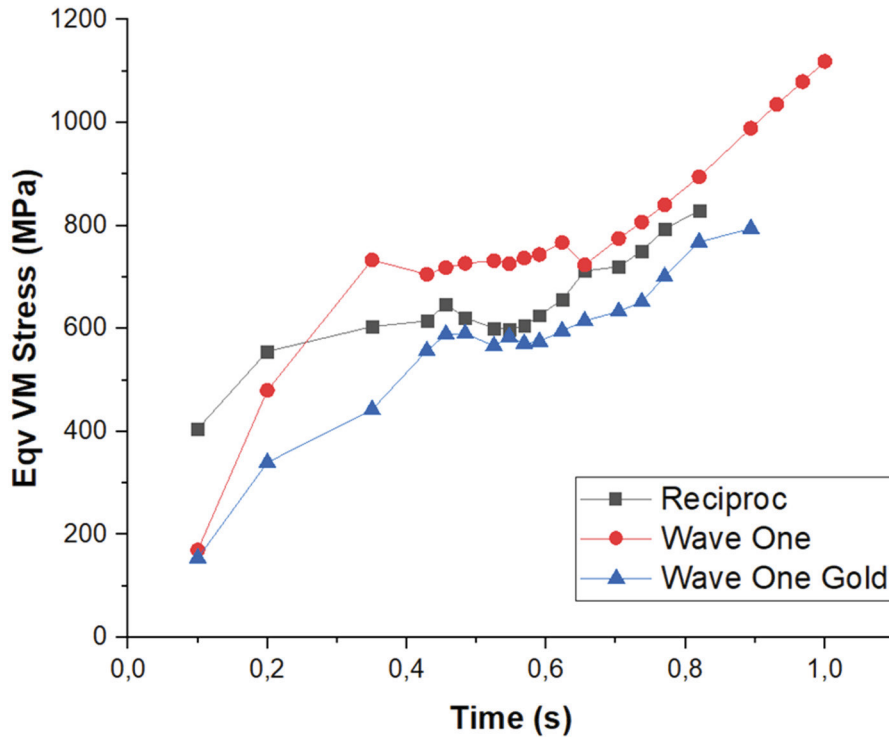 1200
1000
800
600
400
200
0
Eqv VM Stress (MPa)
Reciproc
Wave One
Wave One Gold
0,0 0,2 0,4 0,6 0,8 1,0
Time (s)